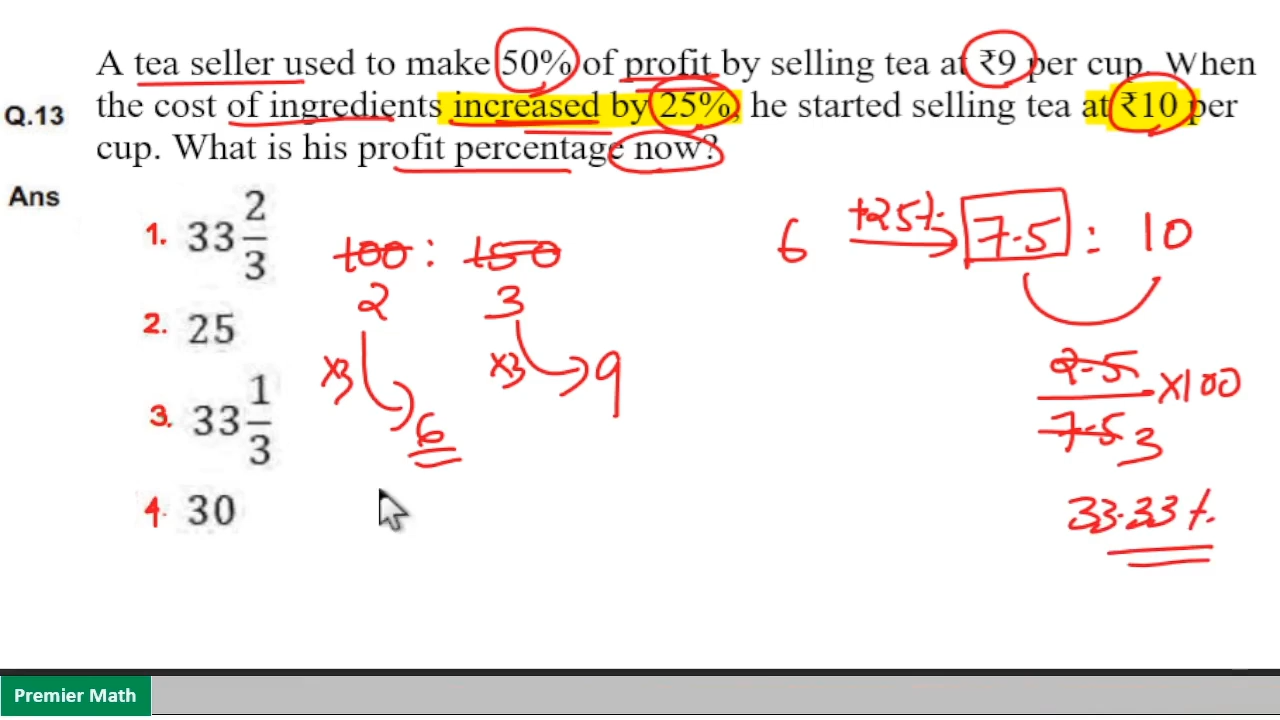 A tea seller used to make 50% of profit by selling tea at ₹9 per cup. When
Q.13 the cost of ingredients increased by 25%, he started selling tea at ₹10 per
cup. What is his profit percentage now?
Ans
1. 33 2/3
2. 25
3. 33 1/3
4. 30
100 : 150
2 3
×3 ×3 9
6
6 +25% 7.5 : 10
2.5
×100
7.5 3
33.33%
Premier Math